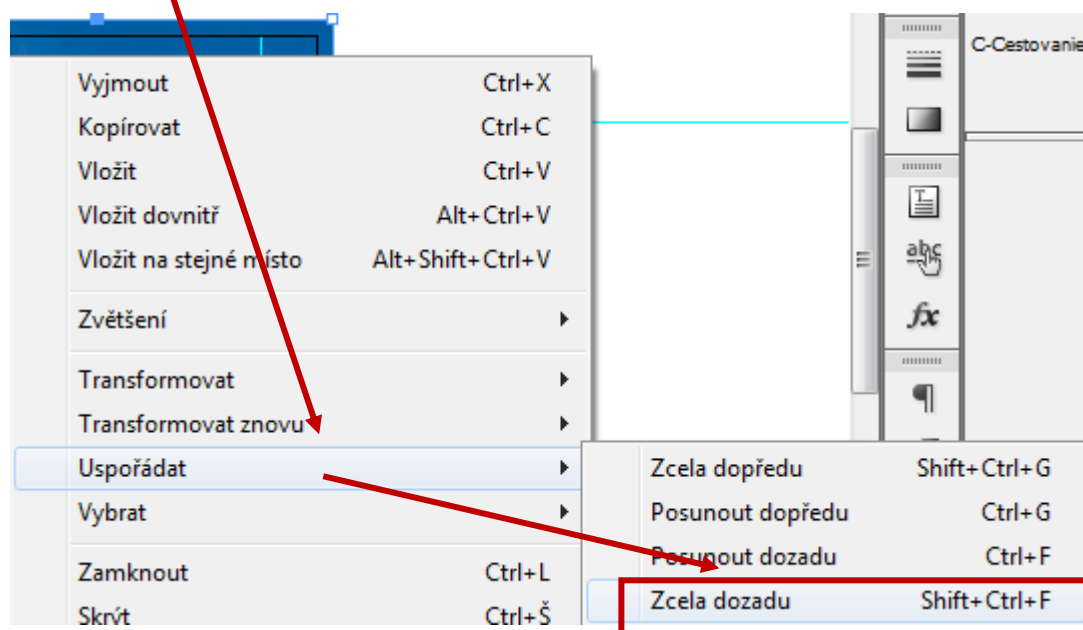 C-Cestovanie
Vyjmout Ctrl+X
Kopírovat Ctrl+C
Vložit Ctrl+V
Vložit dovnitř Alt+Ctrl+V
Vložit na stejné místo Alt+Shift+Ctrl+V
abc
fx
Zvětšení
Transformovat
Transformovat znovu
Uspořádat
Zcela dopředu Shift+Ctrl+G
Vybrat
Posunout dopředu Ctrl+G
Posunout dozadu Ctrl+F
Zamknout Ctrl+L
Zcela dozadu Shift+Ctrl+F
Skrýt Ctrl+Š